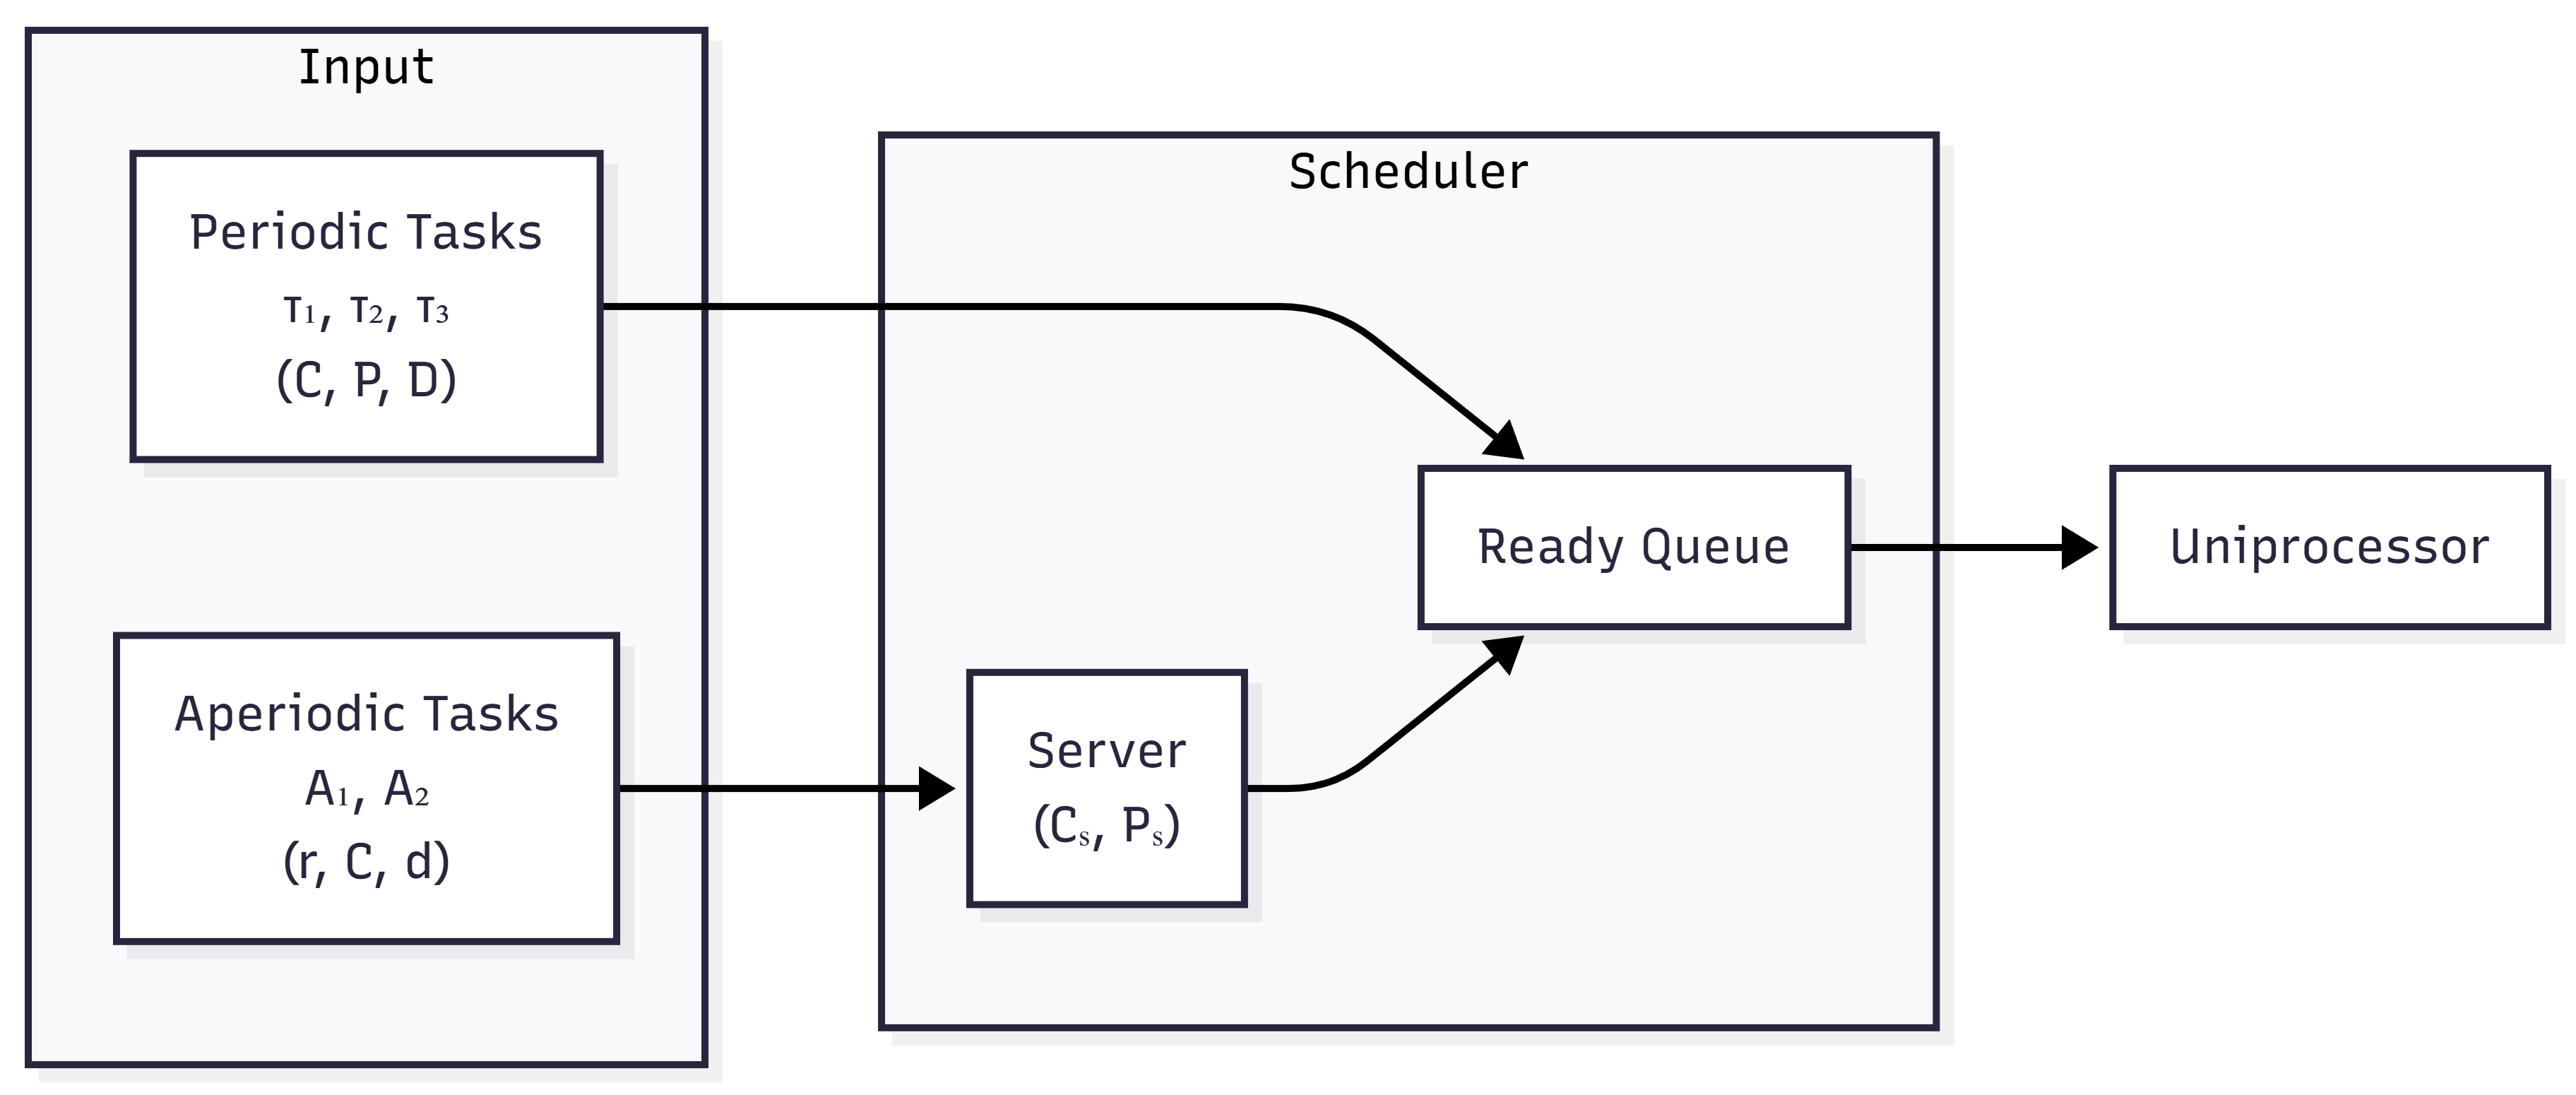 Input
Periodic Tasks
τ₁, τ₂, τ₃
(C, P, D)
Aperiodic Tasks
A₁, A₂
(r, C, d)
Scheduler
Server
(Cₛ, Pₛ)
Ready Queue
Uniprocessor